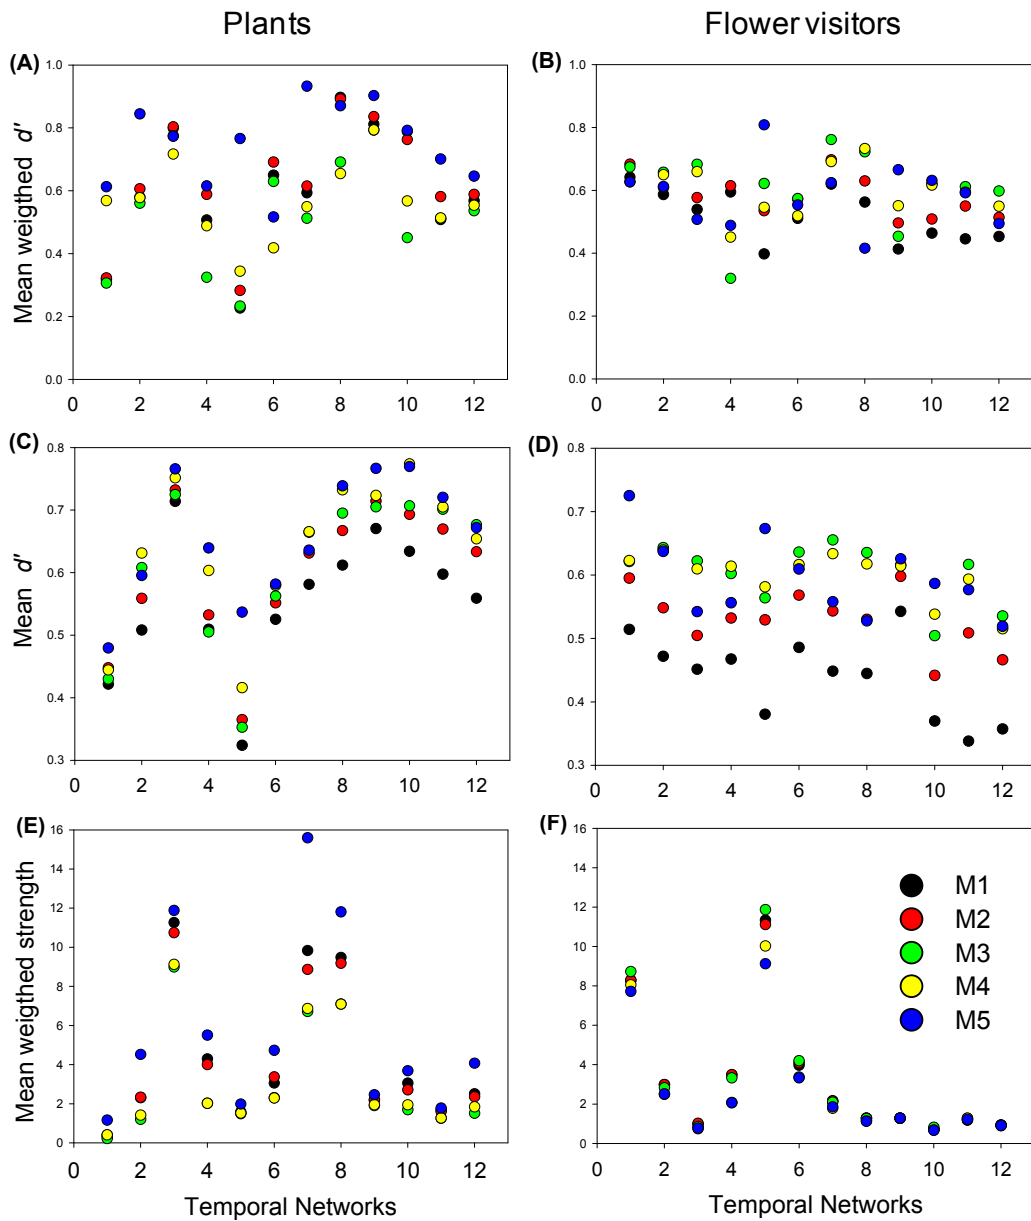 Plants Flower visitors
(A) (B)
1.0 1.0
0.8 0.8
0.6 0.6
0.4 0.4
0.2 0.2
0.0 0.0
Mean weigthed d'
0 2 4 6 8 10 12 0 2 4 6 8 10 12
(C) (D)
0.8 0.8
0.7 0.7
0.6 0.6
0.5 0.5
0.4 0.4
0.3 0.3
Mean d'
0 2 4 6 8 10 12 0 2 4 6 8 10 12
(E) (F)
16 16
14 14
12 12
10 10
8 8
6 6
4 4
2 2
0 0
Mean weigthed strength
M1
M2
M3
M4
M5
0 2 4 6 8 10 12 0 2 4 6 8 10 12
Temporal Networks Temporal Networks